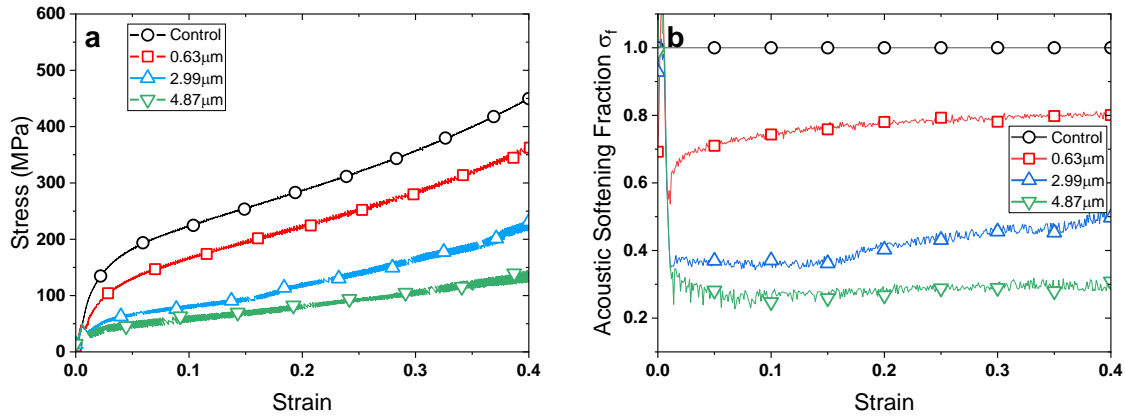 a
Control
0.63μm
2.99μm
4.87μm
600
500
400
300
200
100
0
Stress (MPa)
0.0 0.1 0.2 0.3 0.4
Strain
b
Control
0.63μm
2.99μm
4.87μm
1.0
0.8
0.6
0.4
0.2
Acoustic Softening Fraction σf
0.0 0.1 0.2 0.3 0.4
Strain